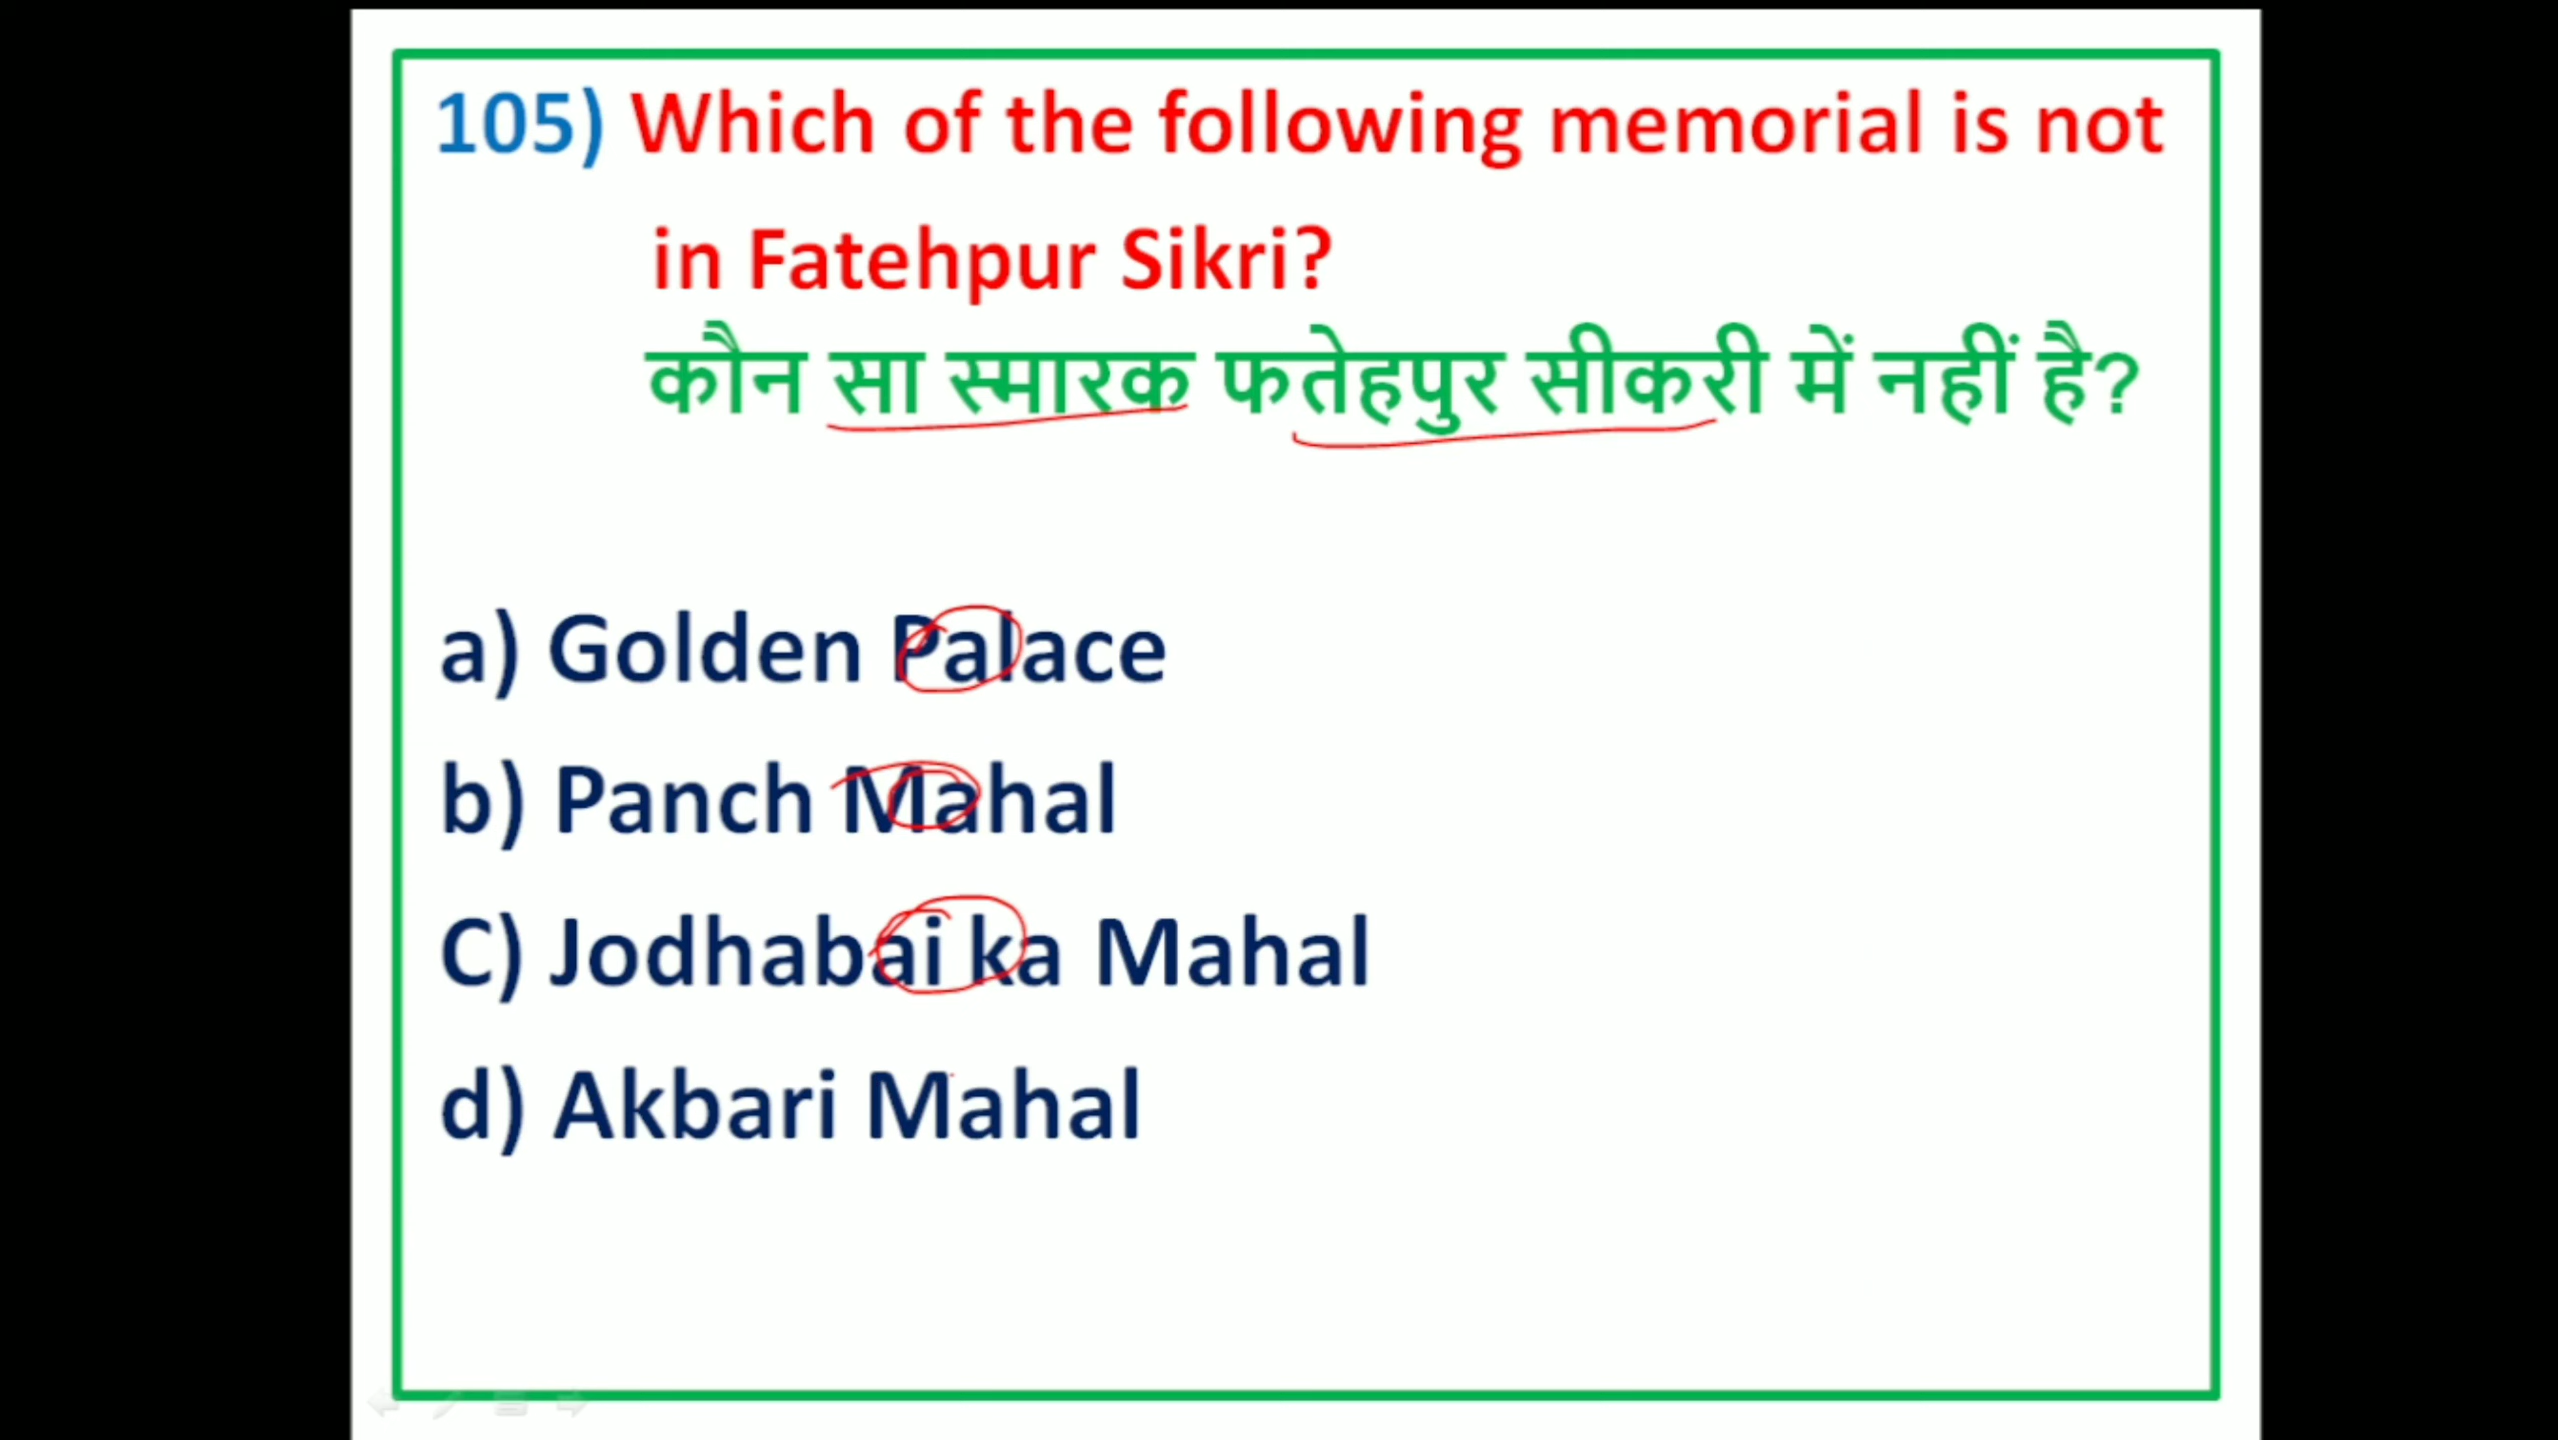 105) Which of the following memorial is not
in Fatehpur Sikri?
कौन सा स्मारक फतेहपुर सीकरी में नहीं है?
a) Golden Palace
b) Panch Mahal
C) Jodhabai ka Mahal
d) Akbari Mahal